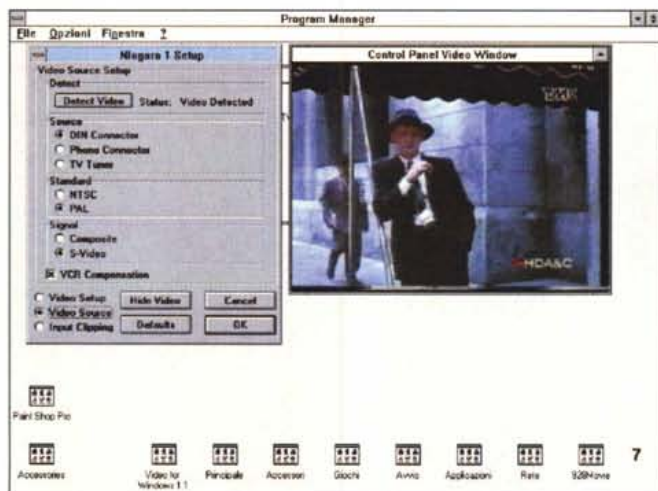 Program Manager
File Opzioni Finestra ?
Niagara 1 Setup
Video Source Setup
Detect
Detect Video Status: Video Detected
Source
DIN Connector
Phono Connector
TV Tuner
Standard
NTSC
PAL
Signal
Composite
S-Video
VCR Compensation
Video Setup
Hide Video
Cancel
Video Source
Input Clipping
Defaults
OK
Control Panel Video Window
HDA&C
Paint Shop Pro
Accessories
Video for
Windows 1.1
Principale
Accessori
Giochi
Avvio
Applicazioni
Rete
928Movie
7